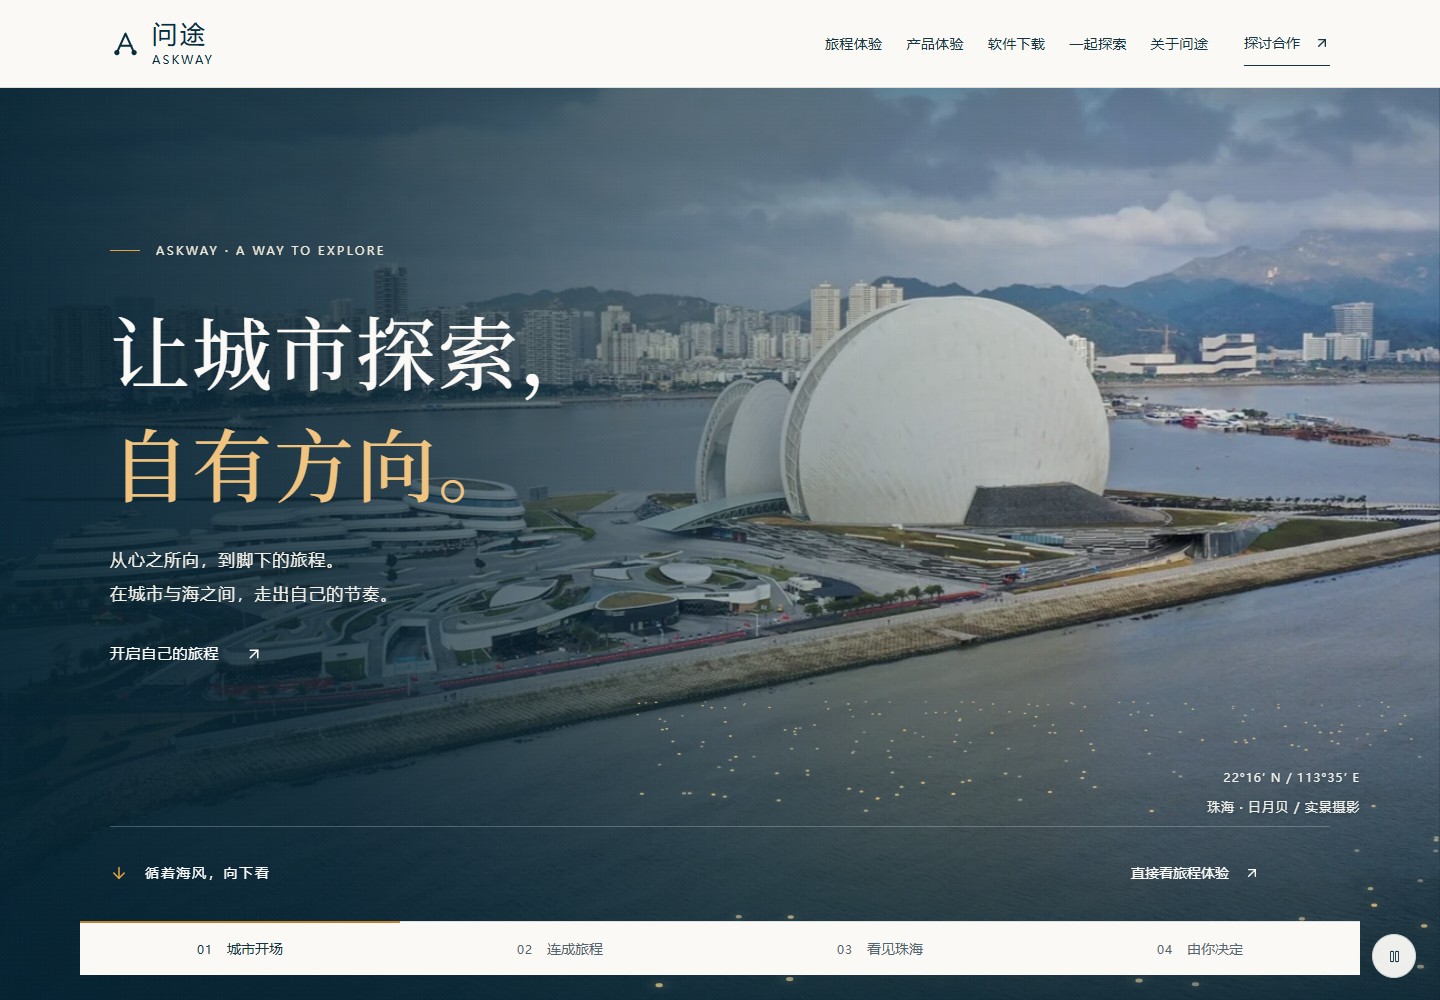 问途
ASKWAY
旅程体验 产品体验 软件下载 一起探索 关于问途 探讨合作
ASKWAY · A WAY TO EXPLORE
让城市探索，
自有方向。
从心之所向，到脚下的旅程。
在城市与海之间，走出自己的节奏。
开启自己的旅程
22°16′ N / 113°35′ E
珠海 · 日月贝 / 实景摄影
循着海风，向下看
直接看旅程体验
01 城市开场
02 连成旅程
03 看见珠海
04 由你决定